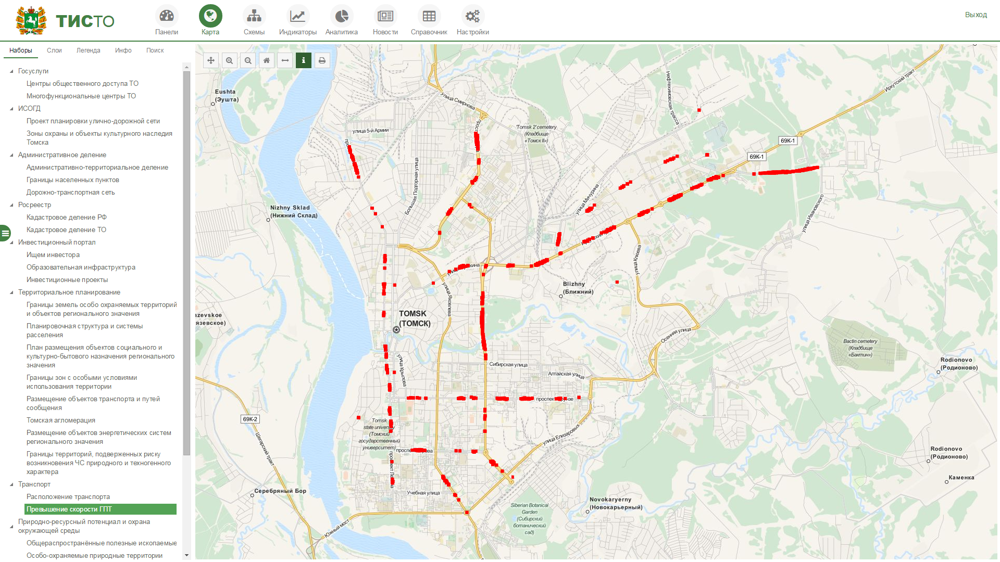 ТИСТО
Панели
Карта
Схемы
Индикаторы
Аналитика
Новости
Справочник
Настройки
Выход
Наборы
Слои
Легенда
Инфо
Поиск
Госуслуги
Центры общественного доступа ТО
Многофункциональные центры ТО
ИСОГД
Проект планировки улично-дорожной сети
Зоны охраны и объекты культурного наследия
Томска
Административное деление
Административно-территориальное деление
Границы населенных пунктов
Дорожно-транспортная сеть
Росреестр
Кадастровое деление РФ
Кадастровое деление ТО
Инвестиционный портал
Ищем инвестора
Образовательная инфраструктура
Инвестиционные проекты
Территориальное планирование
Границы земель особо охраняемых территорий
и объектов регионального значения
Планировочная структура и системы
расселения
План размещения объектов социального и
культурно-бытового назначения регионального
значения
Границы зон с особыми условиями
использования территории
Размещение объектов транспорта и путей
сообщения
Томская агломерация
Размещение объектов энергетических систем
регионального значения
Границы территорий, подверженных риску
возникновения ЧС природного и техногенного
характера
Транспорт
Расположение транспорта
Превышение скорости ГПТ
Природно-ресурсный потенциал и охрана
окружающей среды
Общераспространённые полезные ископаемые
Особо-охраняемые природные территории
Eushta
(Эушта)
улица Смирнова
улица 5-й Армии
'Tomsk 2' cemetery
(Кладбище
«Томск II»)
Нефтехимовская трасса
Иркутский тракт
69К-1
69К-1
Большая Подгорная улица
Nizhny Sklad
(Нижний Склад)
улица Мичурина
улица Ивановского
улица Клюева
улица Яковлева
Blizhny
(Ближний)
TOMSK
(ТОМСК)
azevskoe
язевское)
Осенняя улица
Bactin cemetery
(Кладбище
«Бактин»)
Rodionovo
(Родионово)
улица Крылова
Сибирская улица
Алтайская улица
69К-2
Шегарский тракт
Tomsk
state university
(Томский
государственный
университет)
улица Елизаровых
Rodionovo
(Родионово)
Каменка
Серебряный Бор
Учебная улица
Novokaryerny
(Новокарьерный)
Siberian Botanical
Garden
(Сибирский
ботанический
сад)
Южный мост